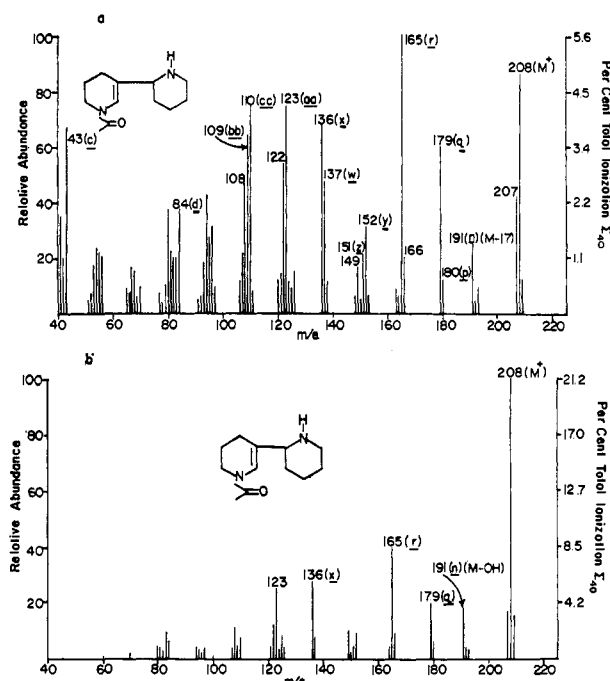 a
100
80
60
40
20
Relative Abundance
H
N
N
O
43(c)
84(d)
109(bb)
108
110(cc)
123(aa)
122
136(x)
137(w)
151(z)
149
152(y)
165(r)
166
179(q)
180(p)
191(n)(M-17)
207
208(M+)
5.6
4.5
3.4
2.2
1.1
Per Cent Total Ionization Σ40
40 60 80 100 120 140 160 180 200 220
m/e
b
100
80
60
40
20
Relative Abundance
H
N
N
O
123
136(x)
165(r)
179(q)
191(n)(M-OH)
208(M+)
21.2
17.0
12.7
8.5
4.2
Per Cent Total Ionization Σ40
40 60 80 100 120 140 160 180 200 220
m/e